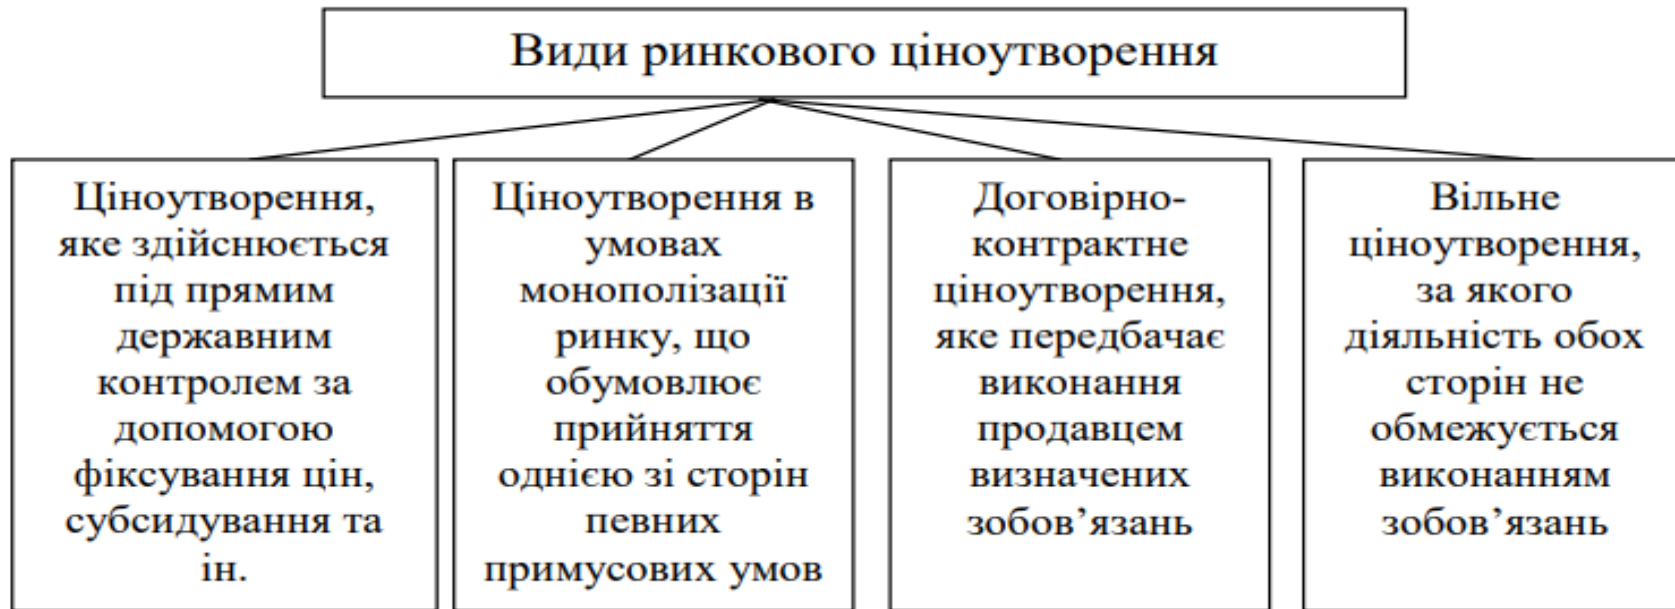 Види ринкового ціноутворення
Ціноутворення,
яке здійснюється
під прямим
державним
контролем за
допомогою
фіксування цін,
субсидування та
ін.
Ціноутворення в
умовах
монополізації
ринку, що
обумовлює
прийняття
однією зі сторін
певних
примусових умов
Договірно-
контрактне
ціноутворення,
яке передбачає
виконання
продавцем
визначених
зобов’язань
Вільне
ціноутворення,
за якого
діяльність обох
сторін не
обмежується
виконанням
зобов’язань